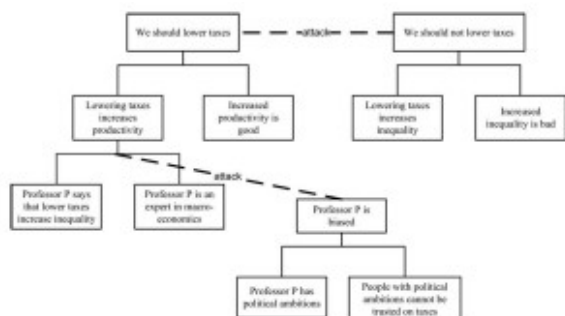 We should lower taxes
attack
We should not lower taxes
Lowering taxes
increases
productivity
Increased
productivity is
good
Lowering taxes
increases
inequality
Increased
inequality is bad
attack
Professor P says
that lower taxes
increase inequality
Professor P is an
expert in macro-
economics
Professor P is
biased
Professor P has
political ambitions
People with political
ambitions cannot be
trusted on taxes